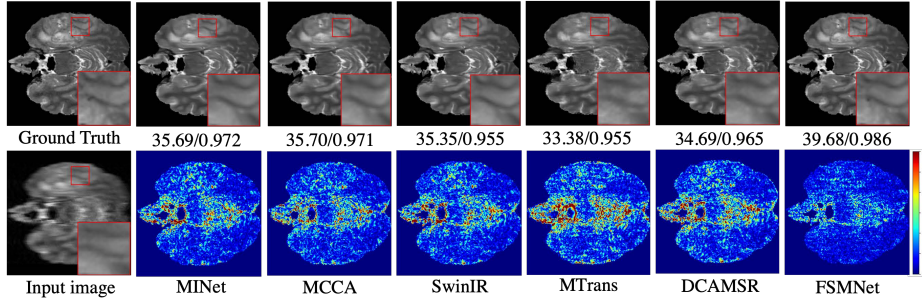 Ground Truth 35.69/0.972 35.70/0.971 35.35/0.955 33.38/0.955 34.69/0.965 39.68/0.986
Input image MINet MCCA SwinIR MTrans DCAMSR FSMNet